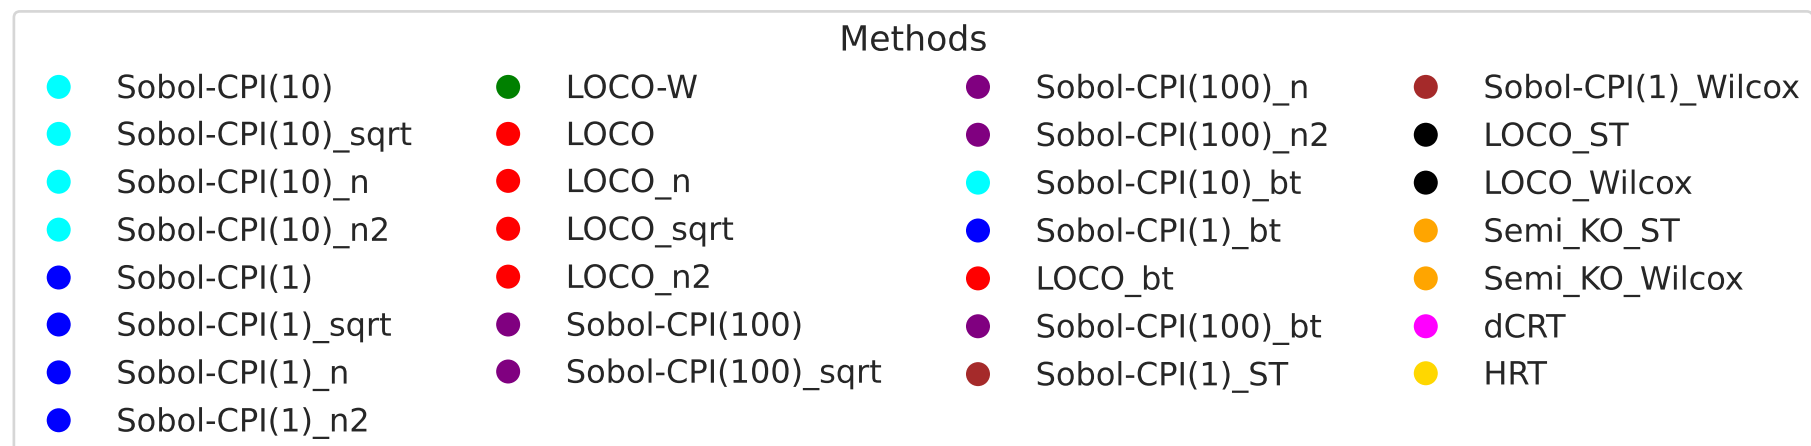 Methods
Sobol-CPI(10)
Sobol-CPI(10)_sqrt
Sobol-CPI(10)_n
Sobol-CPI(10)_n2
Sobol-CPI(1)
Sobol-CPI(1)_sqrt
Sobol-CPI(1)_n
Sobol-CPI(1)_n2
LOCO-W
LOCO
LOCO_n
LOCO_sqrt
LOCO_n2
Sobol-CPI(100)
Sobol-CPI(100)_sqrt
Sobol-CPI(100)_n
Sobol-CPI(100)_n2
Sobol-CPI(10)_bt
Sobol-CPI(1)_bt
LOCO_bt
Sobol-CPI(100)_bt
Sobol-CPI(1)_ST
Sobol-CPI(1)_Wilcox
LOCO_ST
LOCO_Wilcox
Semi_KO_ST
Semi_KO_Wilcox
dCRT
HRT